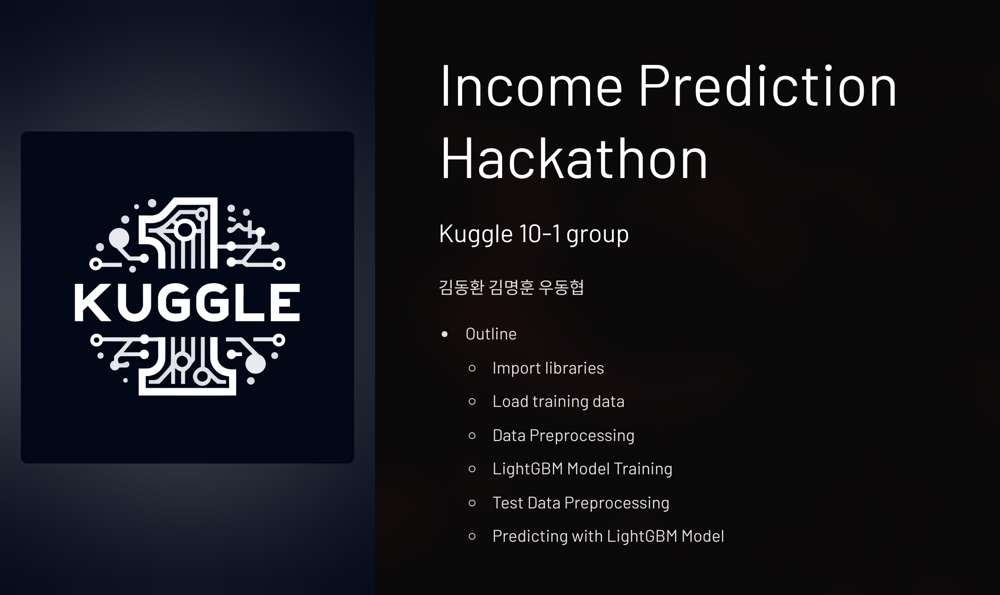 KUGGLE
Income Prediction
Hackathon
Kuggle 10-1 group
김동환 김명훈 우동협
Outline
Import libraries
Load training data
Data Preprocessing
LightGBM Model Training
Test Data Preprocessing
Predicting with LightGBM Model